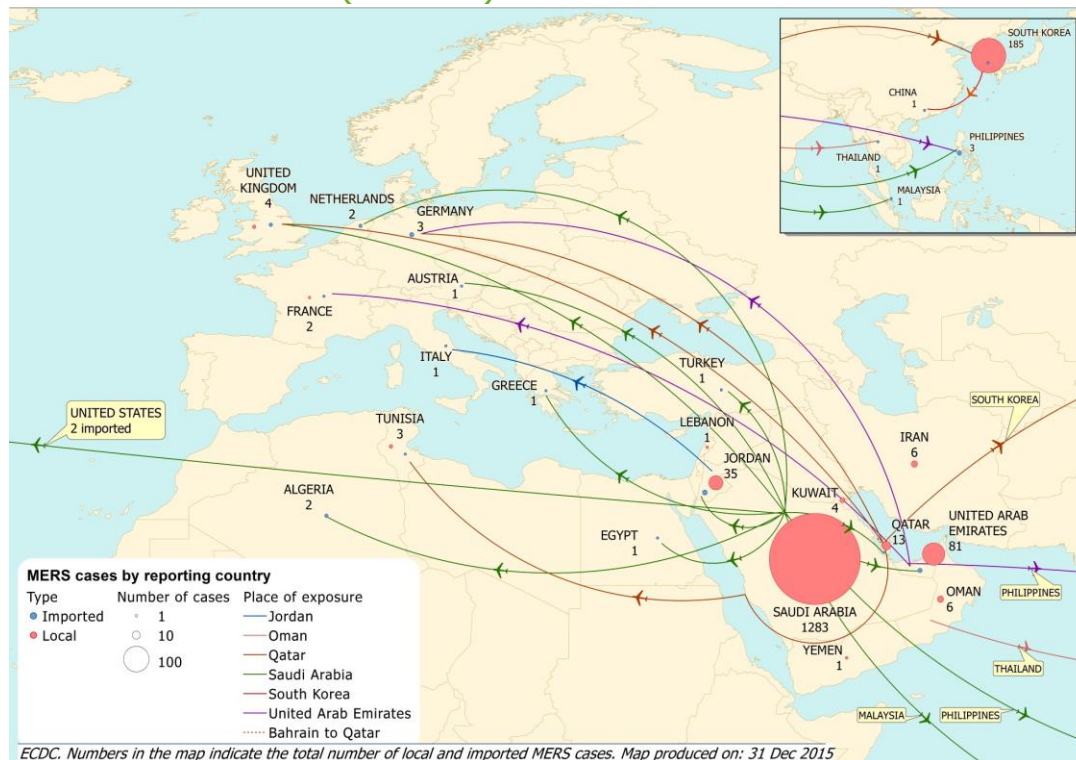 SOUTH KOREA
185
CHINA
1
PHILIPPINES
3
THAILAND
1
MALAYSIA
1
UNITED
KINGDOM
4
NETHERLANDS
2
GERMANY
3
AUSTRIA
1
FRANCE
2
ITALY
1
GREECE
1
TURKEY
1
SOUTH KOREA
UNITED STATES
2 imported
TUNISIA
3
LEBANON
1
JORDAN
35
IRAN
6
ALGERIA
2
KUWAIT
4
EGYPT
1
QATAR
13
UNITED ARAB
EMIRATES
81
PHILIPPINES
OMAN
6
SAUDI ARABIA
1283
YEMEN
1
THAILAND
MALAYSIA
PHILIPPINES
MERS cases by reporting country
Type
Imported
Local
Number of cases
1
10
100
Place of exposure
Jordan
Oman
Qatar
Saudi Arabia
South Korea
United Arab Emirates
Bahrain to Qatar
ECDC. Numbers in the map indicate the total number of local and imported MERS cases. Map produced on: 31 Dec 2015